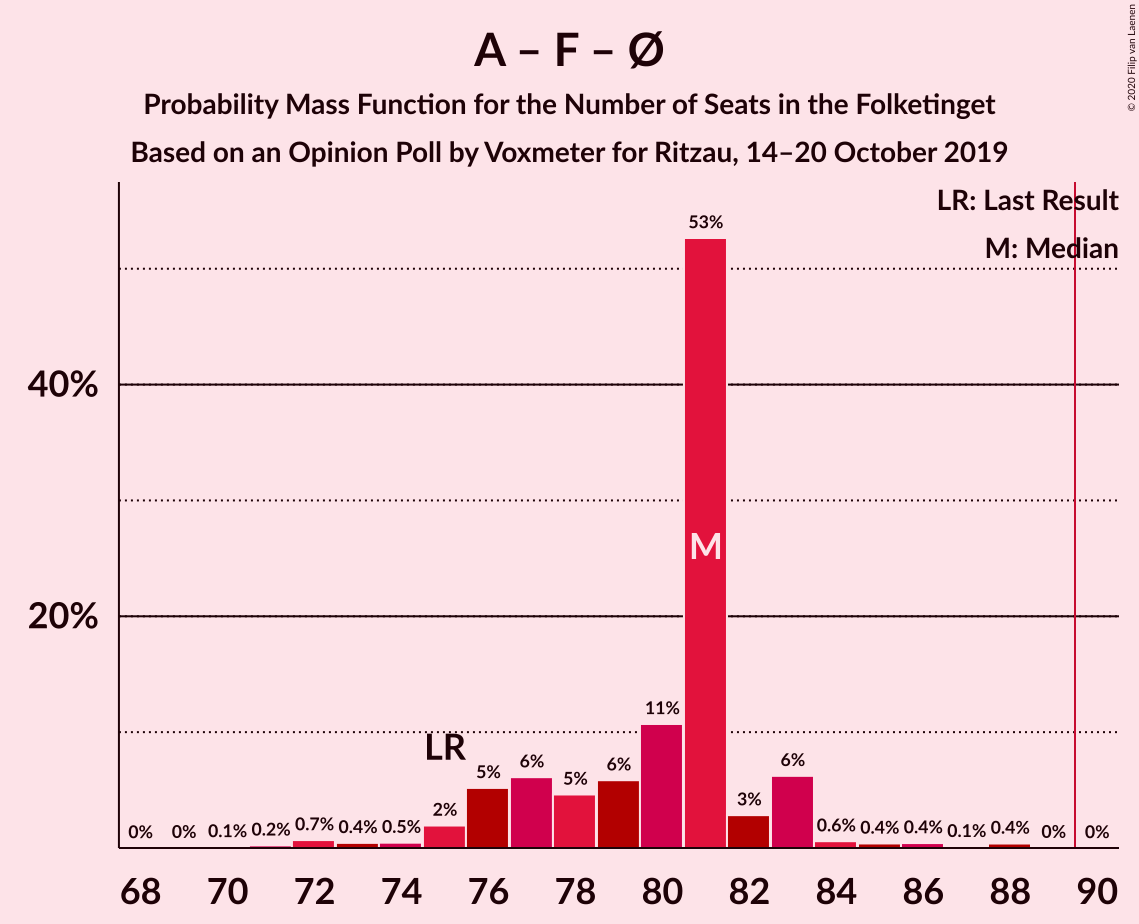 A – F – Ø
Probability Mass Function for the Number of Seats in the Folketinget
Based on an Opinion Poll by Voxmeter for Ritzau, 14–20 October 2019
© 2020 Filip van Laenen
LR: Last Result
M: Median
53%
40%
M
20%
11%
LR
5%
6%
5%
6%
6%
0%
0%
0.1%
0.2%
0.7%
0.4%
0.5%
2%
3%
0.6%
0.4%
0.4%
0.1%
0.4%
0%
0%
68 70 72 74 76 78 80 82 84 86 88 90